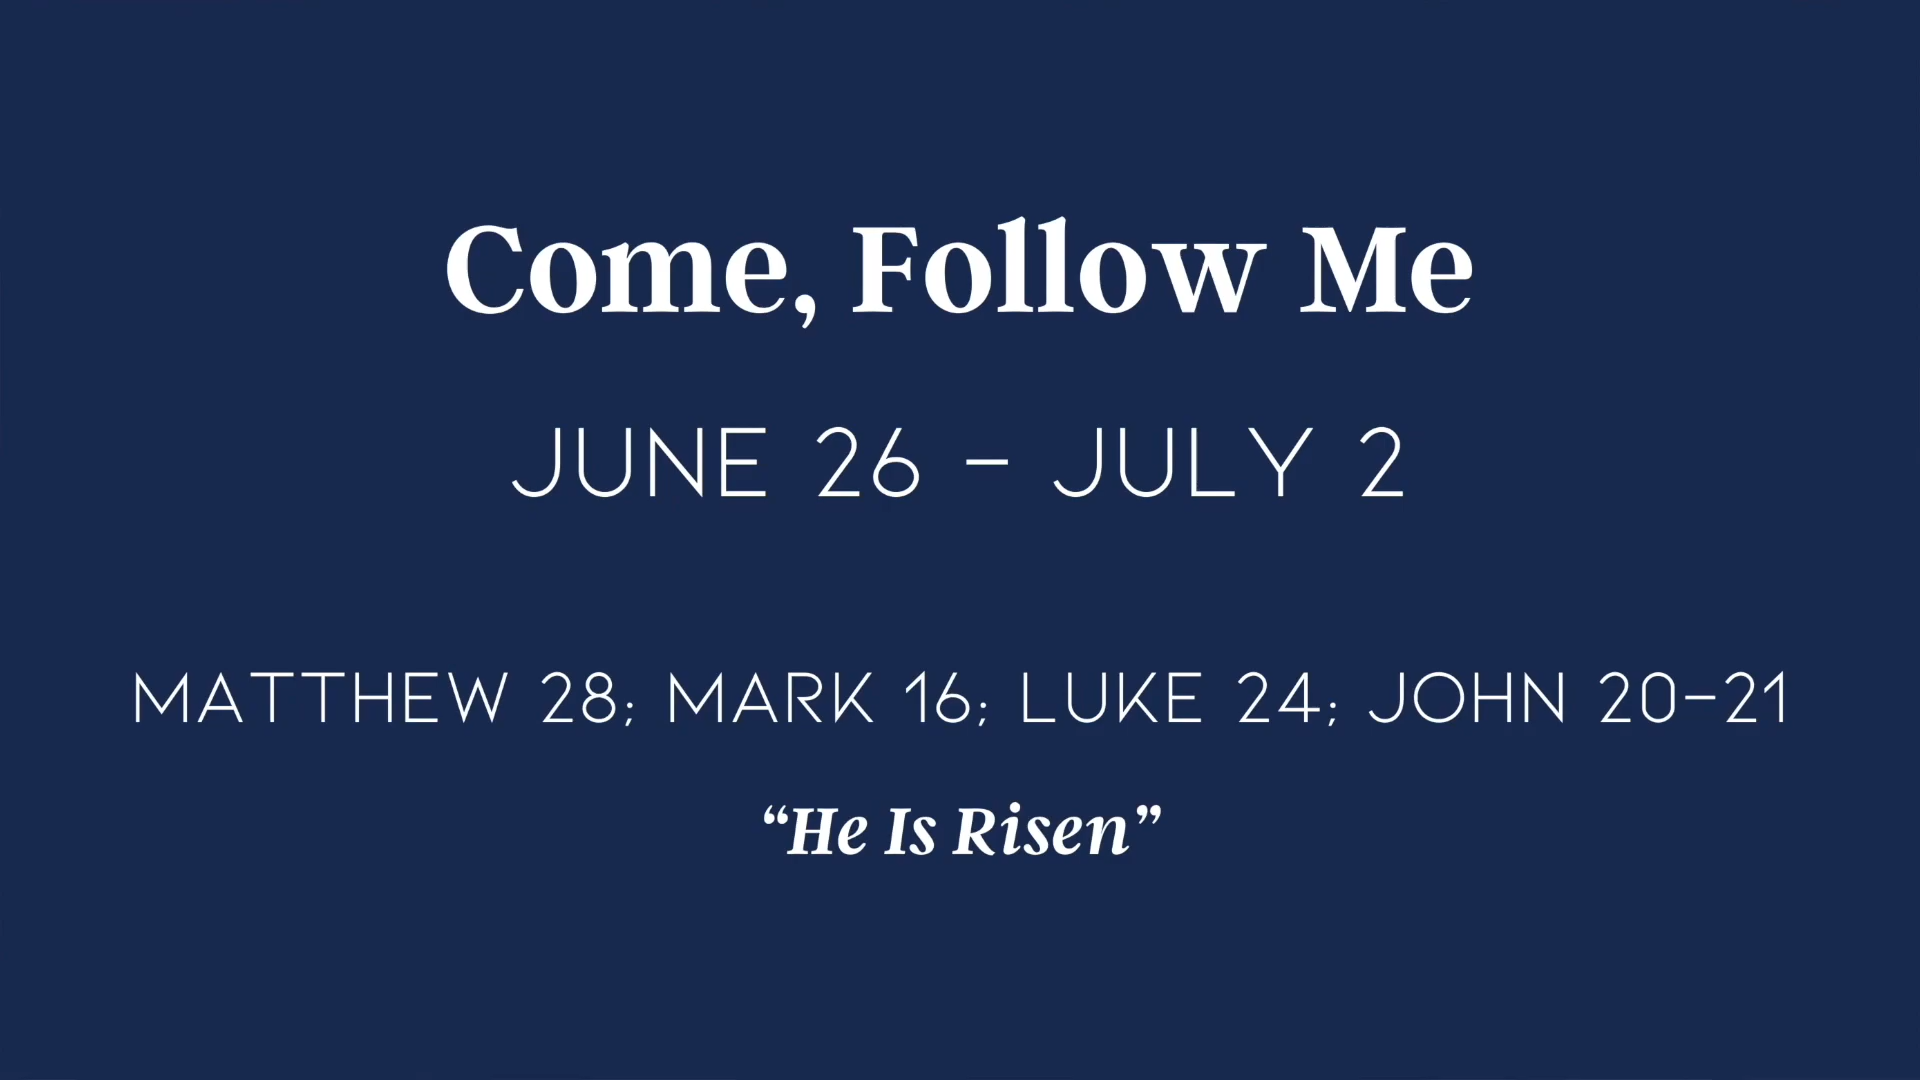 Come, Follow Me
JUNE 26 – JULY 2
MATTHEW 28; MARK 16; LUKE 24; JOHN 20–21
“He Is Risen”